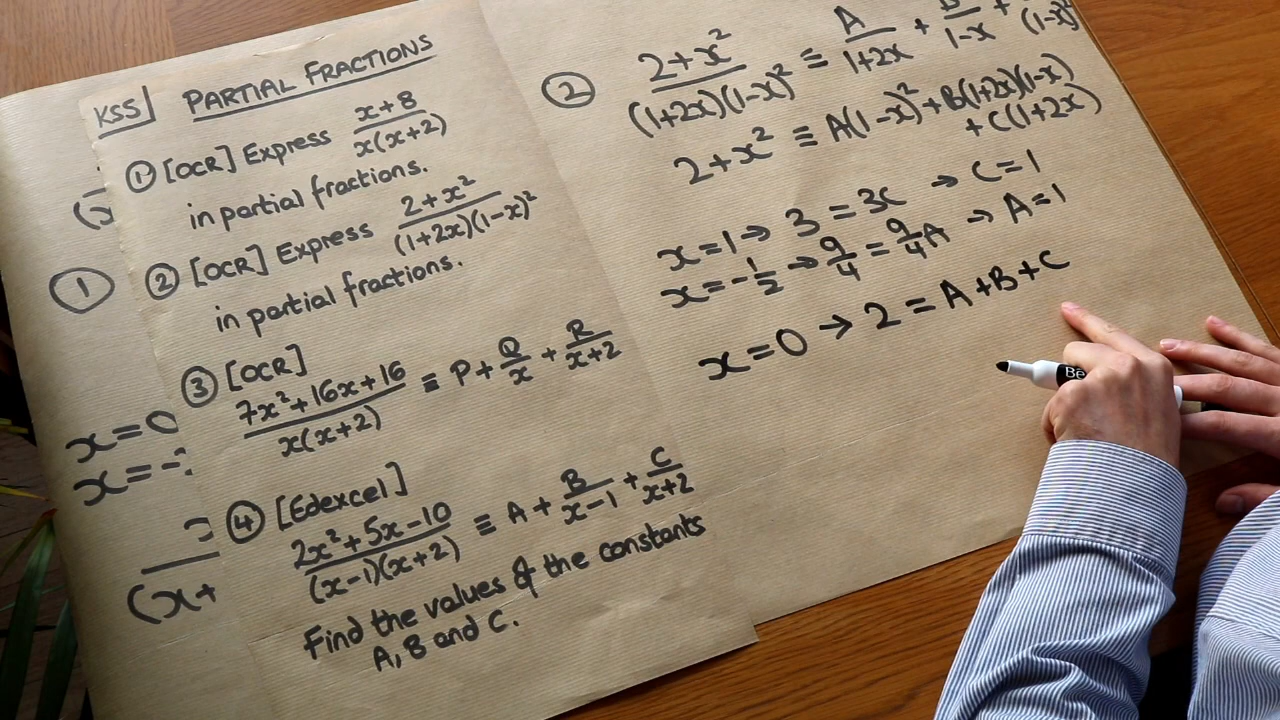 KS5 PARTIAL FRACTIONS
① [OCR] Express x+8 / x(x+2)
in partial fractions.
② [OCR] Express 2+x² / (1+2x)(1-x)²
in partial fractions.
③ [OCR]
7x²+16x+16 / x(x+2) ≡ P + Q/x + R/x+2
④ [Edexcel]
2x²+5x-10 / (x-1)(x+2) ≡ A + B/x-1 + C/x+2
Find the values of the constants
A, B and C.
①
x=0
x=-
(x+
② 2+x² / (1+2x)(1-x)² ≡ A/1+2x + B/1-x + /(1-x)²
2+x² ≡ A(1-x)² + B(1+2x)(1-x)
+ C(1+2x)
x=1 → 3 = 3C → C=1
x=-1/2 → 9/4 = 9/4 A → A=1
x=0 → 2 = A+B+C
Be